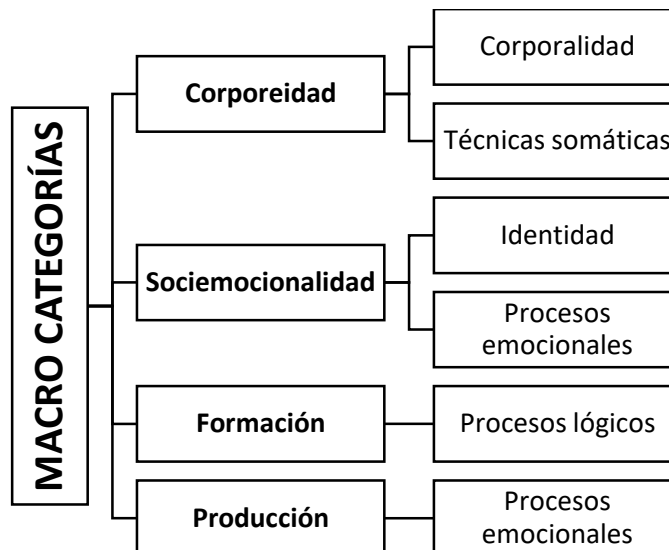 MACRO CATEGORÍAS
Corporeidad
Corporalidad
Técnicas somáticas
Sociemocionalidad
Identidad
Procesos
emocionales
Formación
Procesos lógicos
Producción
Procesos
emocionales